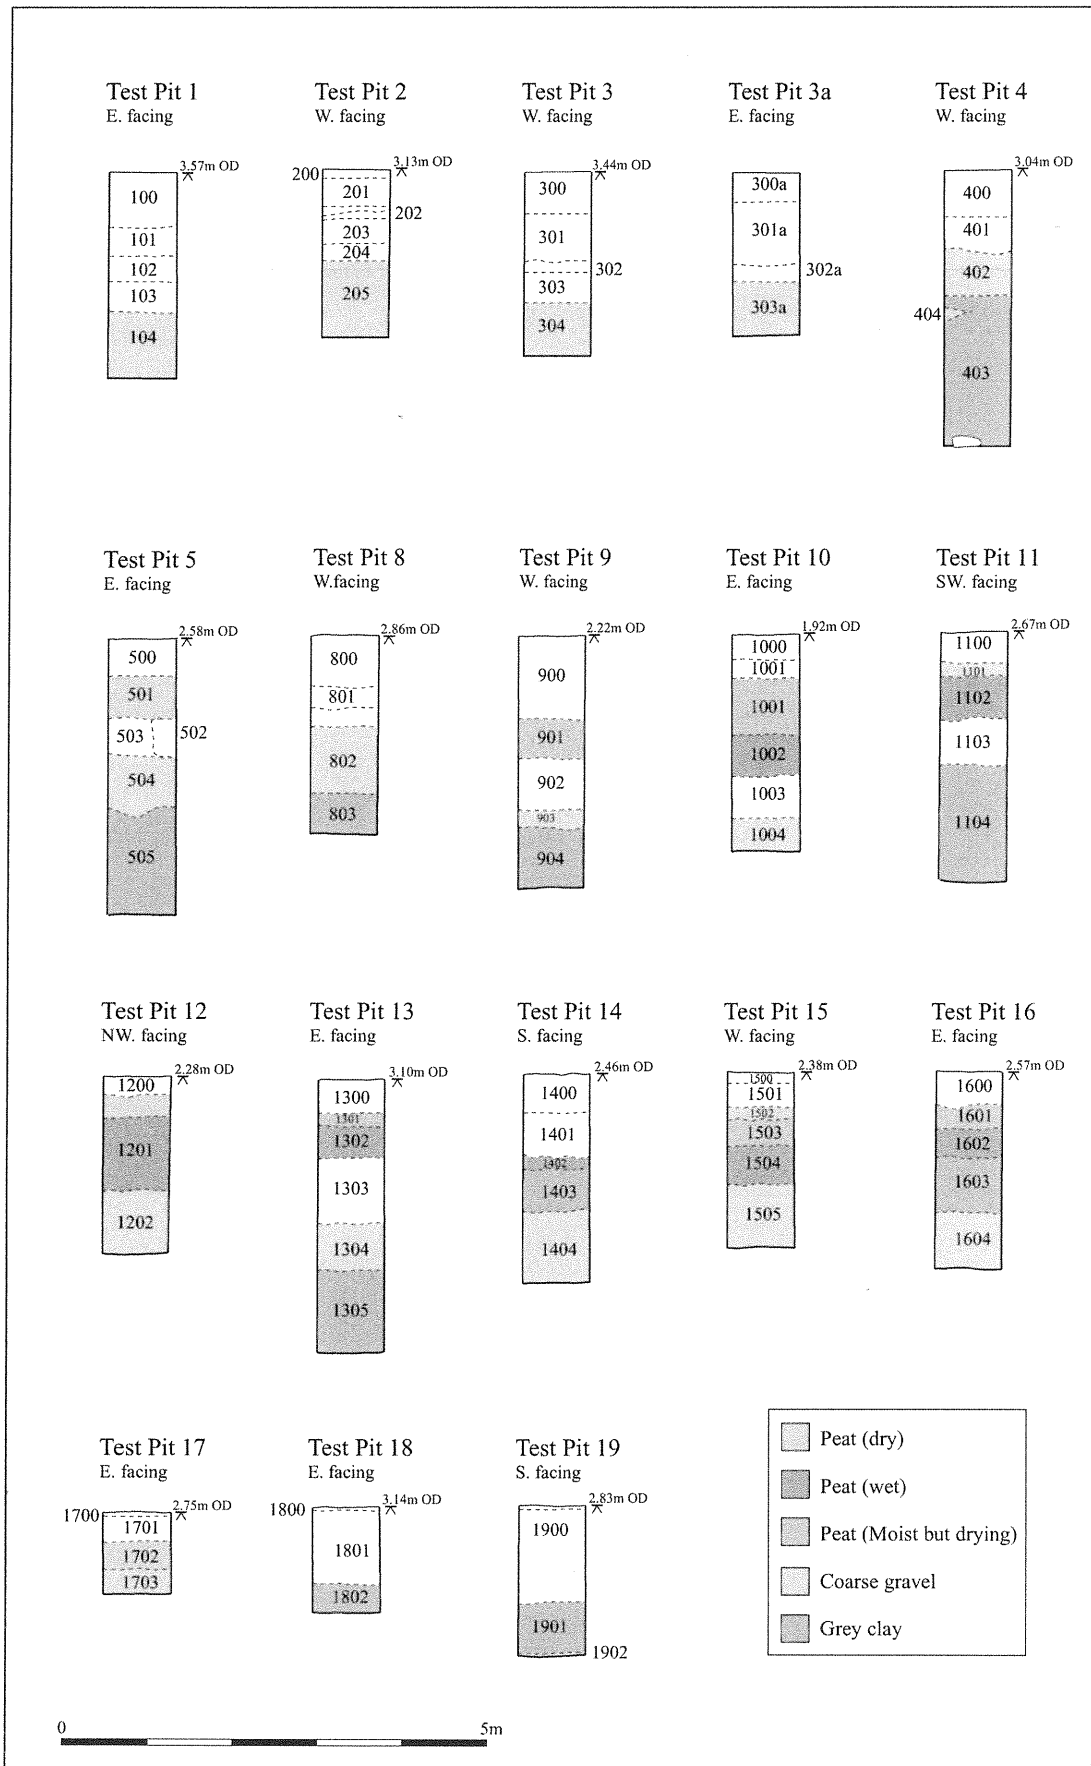 Test Pit 1
E. facing
3.57m OD
100
101
102
103
104
Test Pit 2
W. facing
3.13m OD
200
201
202
203
204
205
Test Pit 3
W. facing
3.44m OD
300
301
302
303
304
Test Pit 3a
E. facing
300a
301a
302a
303a
Test Pit 4
W. facing
3.04m OD
400
401
402
404
403
Test Pit 5
E. facing
2.58m OD
500
501
503
502
504
505
Test Pit 8
W.facing
2.86m OD
800
801
802
803
Test Pit 9
W. facing
2.22m OD
900
901
902
903
904
Test Pit 10
E. facing
1.92m OD
1000
1001
1001
1002
1003
1004
Test Pit 11
SW. facing
2.67m OD
1100
1101
1102
1103
1104
Test Pit 12
NW. facing
2.28m OD
1200
1201
1202
Test Pit 13
E. facing
3.10m OD
1300
1301
1302
1303
1304
1305
Test Pit 14
S. facing
2.46m OD
1400
1401
1302
1403
1404
Test Pit 15
W. facing
2.38m OD
1500
1501
1502
1503
1504
1505
Test Pit 16
E. facing
2.57m OD
1600
1601
1602
1603
1604
Test Pit 17
E. facing
2.75m OD
1700
1701
1702
1703
Test Pit 18
E. facing
3.14m OD
1800
1801
1802
Test Pit 19
S. facing
2.83m OD
1900
1901
1902
Peat (dry)
Peat (wet)
Peat (Moist but drying)
Coarse gravel
Grey clay
0
5m